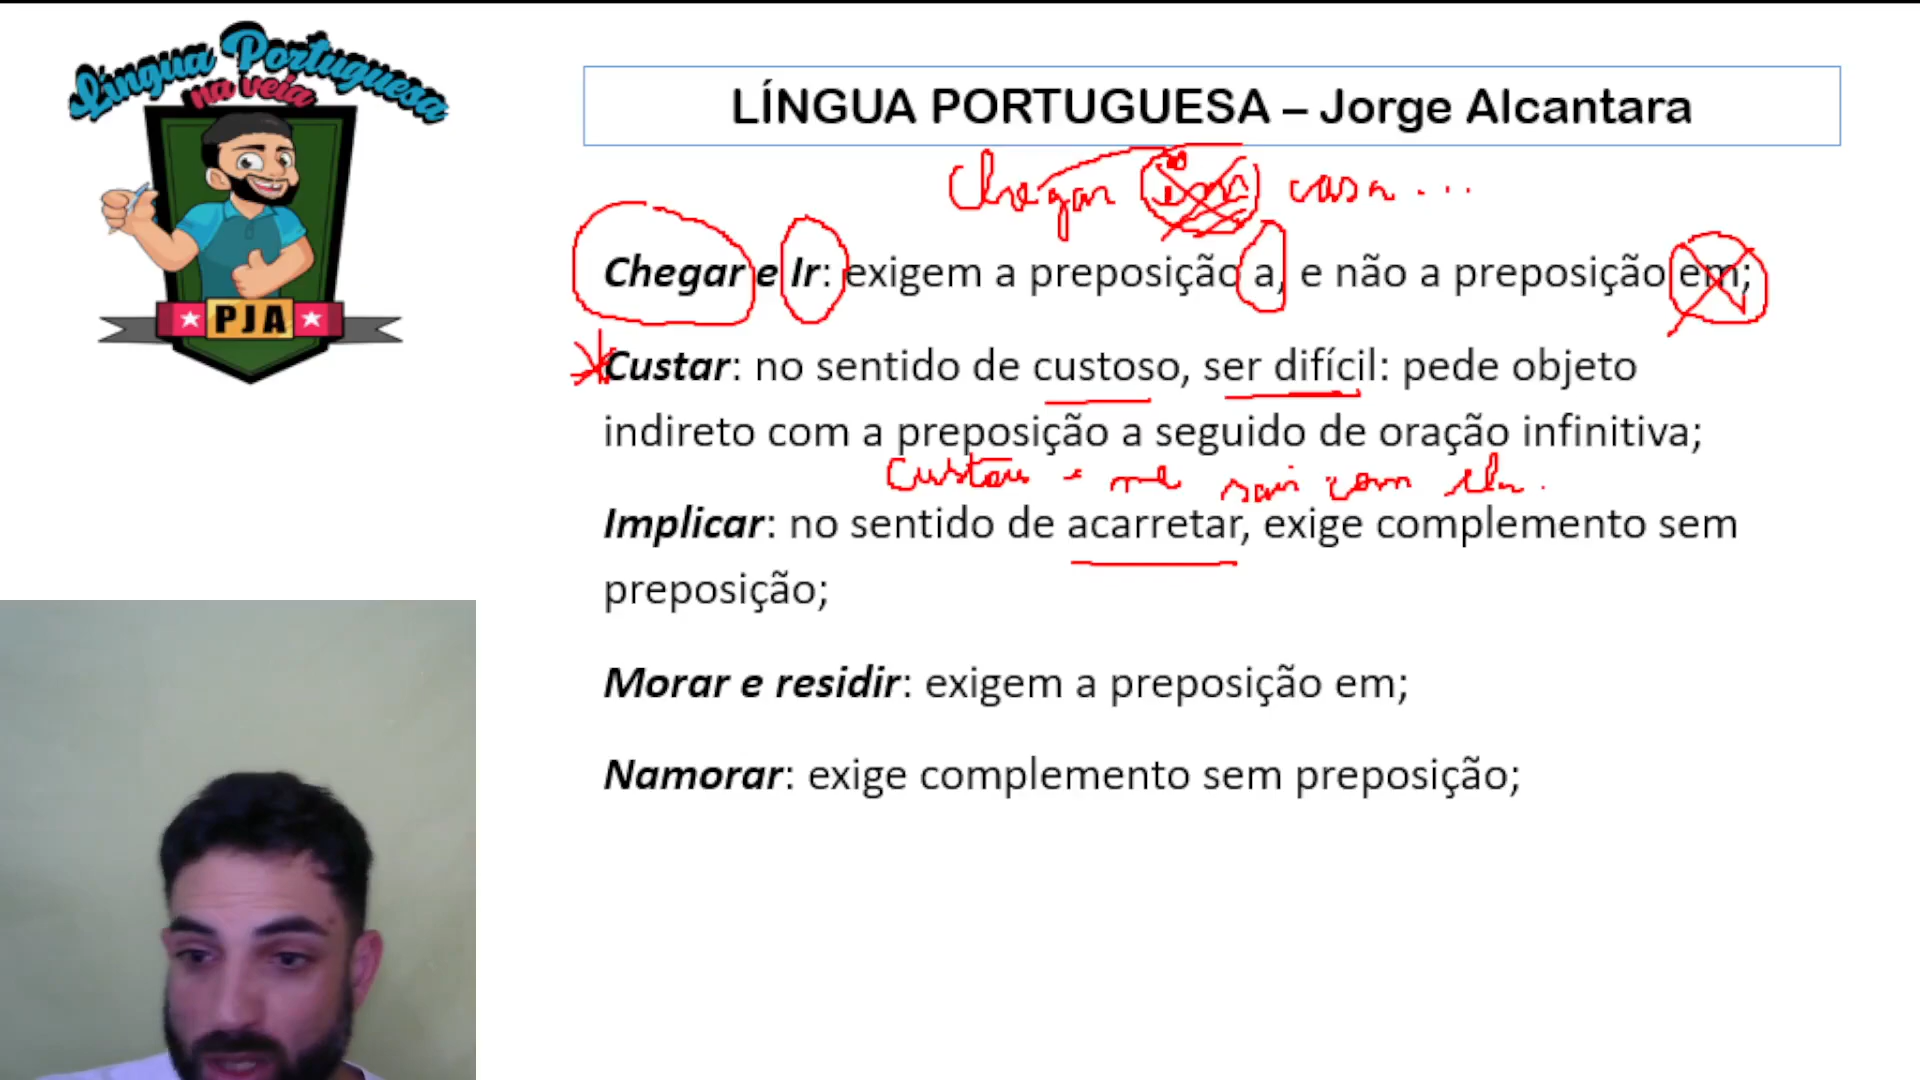 Língua Portuguesa
na veia
PJA
LÍNGUA PORTUGUESA – Jorge Alcantara
Chegar em casa...
Chegar e Ir: exigem a preposição a, e não a preposição em;
Custar: no sentido de custoso, ser difícil: pede objeto
indireto com a preposição a seguido de oração infinitiva;
Custou - me sair com ela.
Implicar: no sentido de acarretar, exige complemento sem
preposição;
Morar e residir: exigem a preposição em;
Namorar: exige complemento sem preposição;